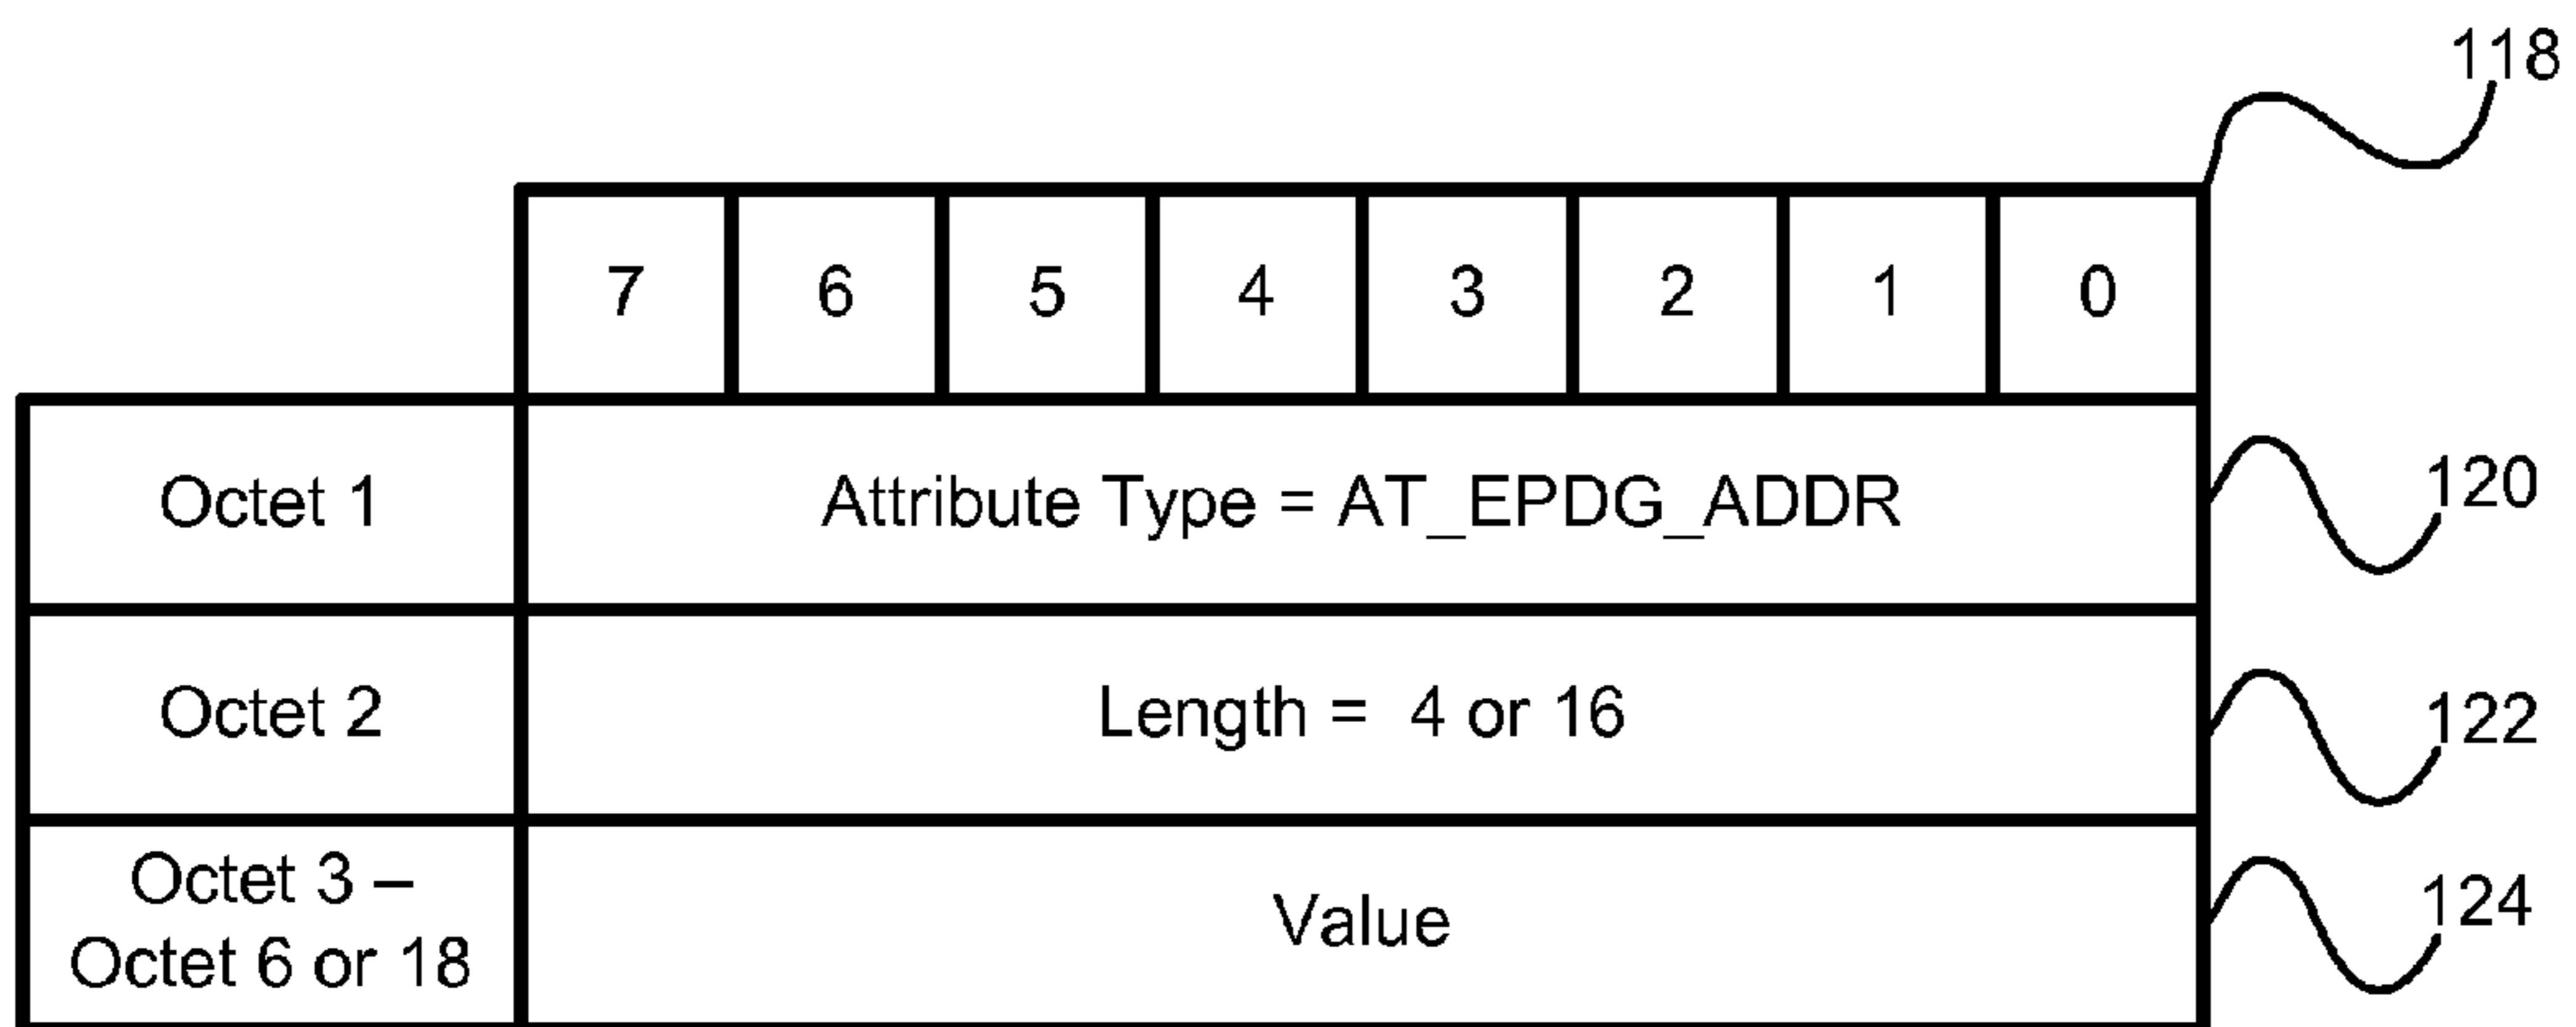 118
7 6 5 4 3 2 1 0
Octet 1 Attribute Type = AT_EPDG_ADDR 120
Octet 2 Length = 4 or 16 122
Octet 3 –
Octet 6 or 18
Value
124